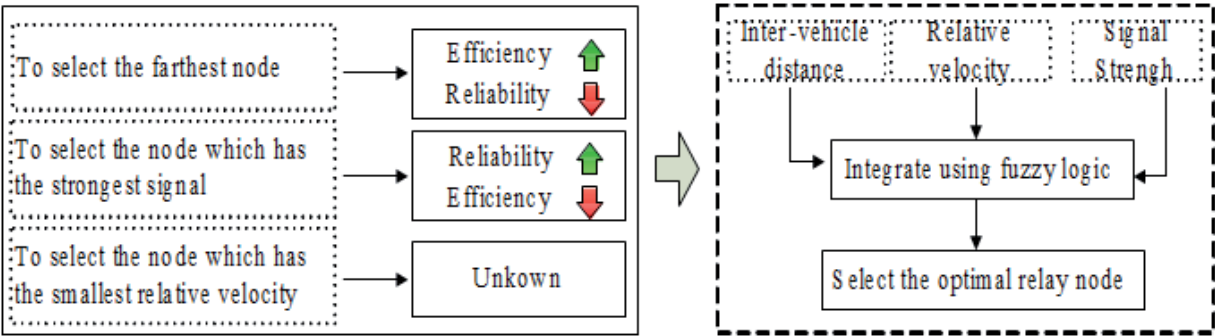 To select the farthest node
Efficiency
Reliability
To select the node which has
the strongest signal
Reliability
Efficiency
To select the node which has
the smallest relative velocity
Unkown
Inter-vehicle
distance
Relative
velocity
Signal
Strengh
Integrate using fuzzy logic
Select the optimal relay node